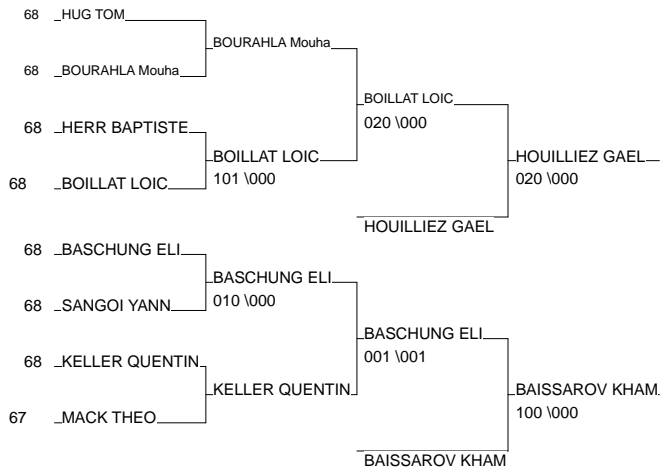 68 HUG TOM
BOURAHLA Mouha
68 BOURAHLA Mouha
BOILLAT LOIC
020 \000
68 HERR BAPTISTE
BOILLAT LOIC
101 \000
HOUILLIEZ GAEL
020 \000
68 BOILLAT LOIC
HOUILLIEZ GAEL
68 BASCHUNG ELI
BASCHUNG ELI
010 \000
68 SANGOI YANN
BASCHUNG ELI
001 \001
68 KELLER QUENTIN
KELLER QUENTIN
BAISSAROV KHAM
100 \000
67 MACK THEO
BAISSAROV KHAM